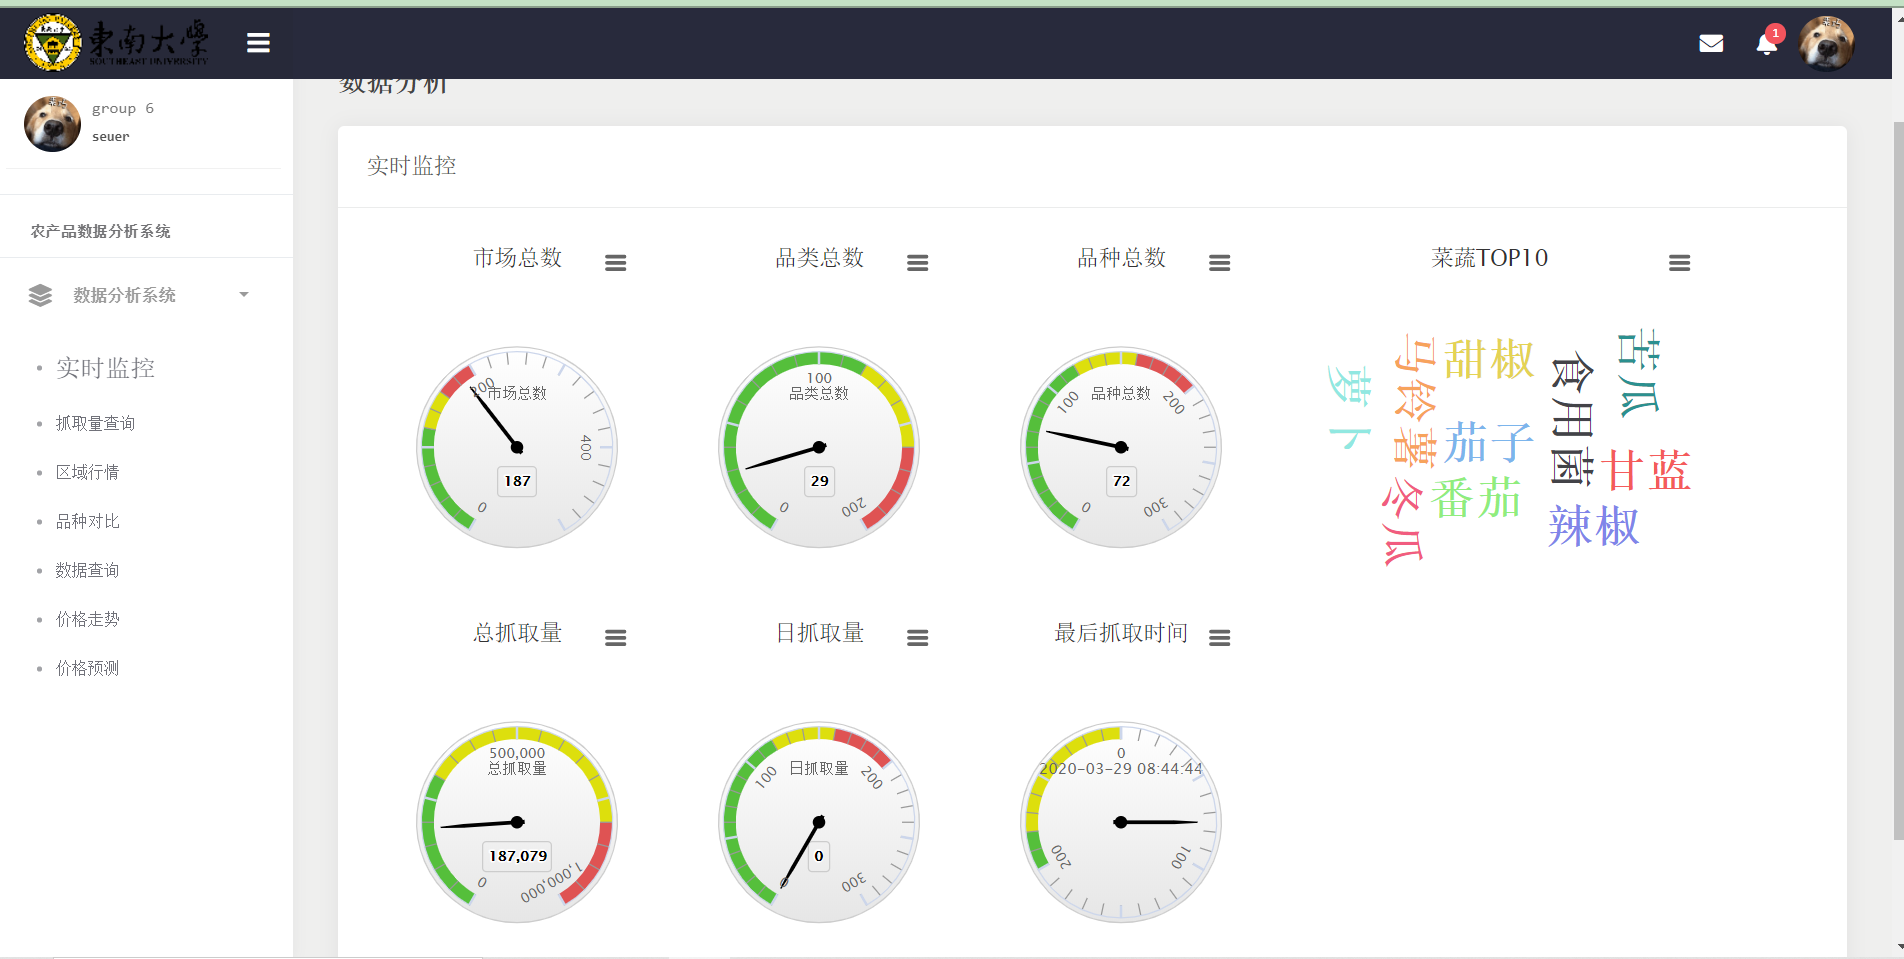 東南大學
SOUTHEAST UNIVERSITY
1
group 6
seuer
农产品数据分析系统
数据分析系统
实时监控
抓取量查询
区域行情
品种对比
数据查询
价格走势
价格预测
数据分析
实时监控
市场总数
0
200
400
市场总数
187
品类总数
0
100
200
品类总数
29
品种总数
0
100
200
300
品种总数
72
菜蔬TOP10
萝卜
马铃薯
甜椒
食用菌
苦瓜
茄子
甘蓝
冬瓜
番茄
辣椒
总抓取量
0
500,000
1,000,000
总抓取量
187,079
日抓取量
0
100
200
300
日抓取量
0
最后抓取时间
0
100
200
2020-03-29 08:44:44